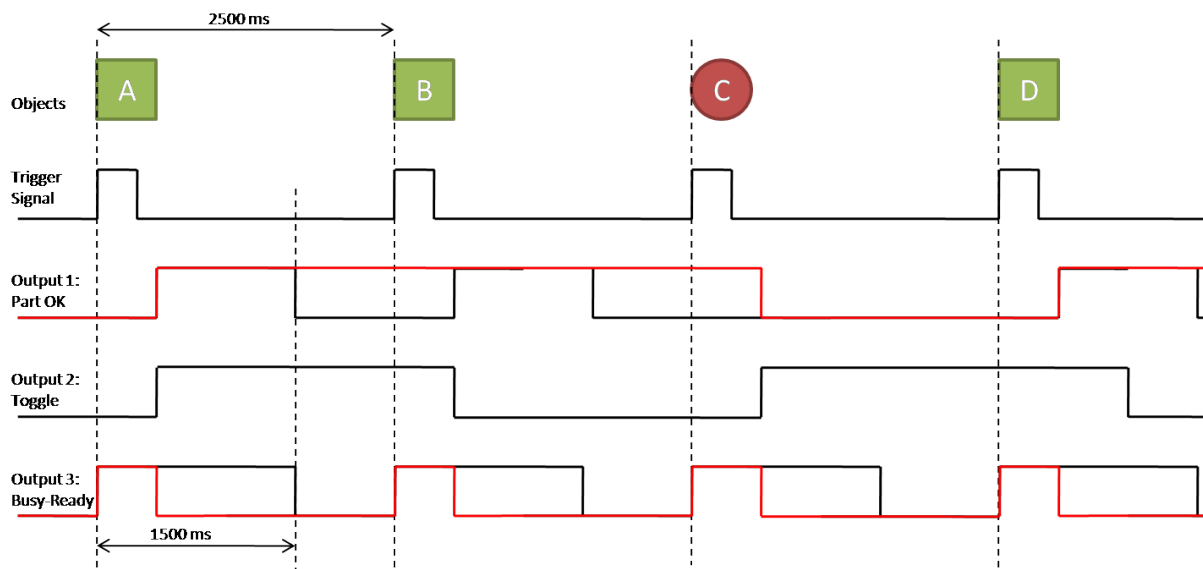 2500 ms
Objects
A
B
C
D
Trigger
Signal
Output 1:
Part OK
Output 2:
Toggle
Output 3:
Busy-Ready
1500 ms